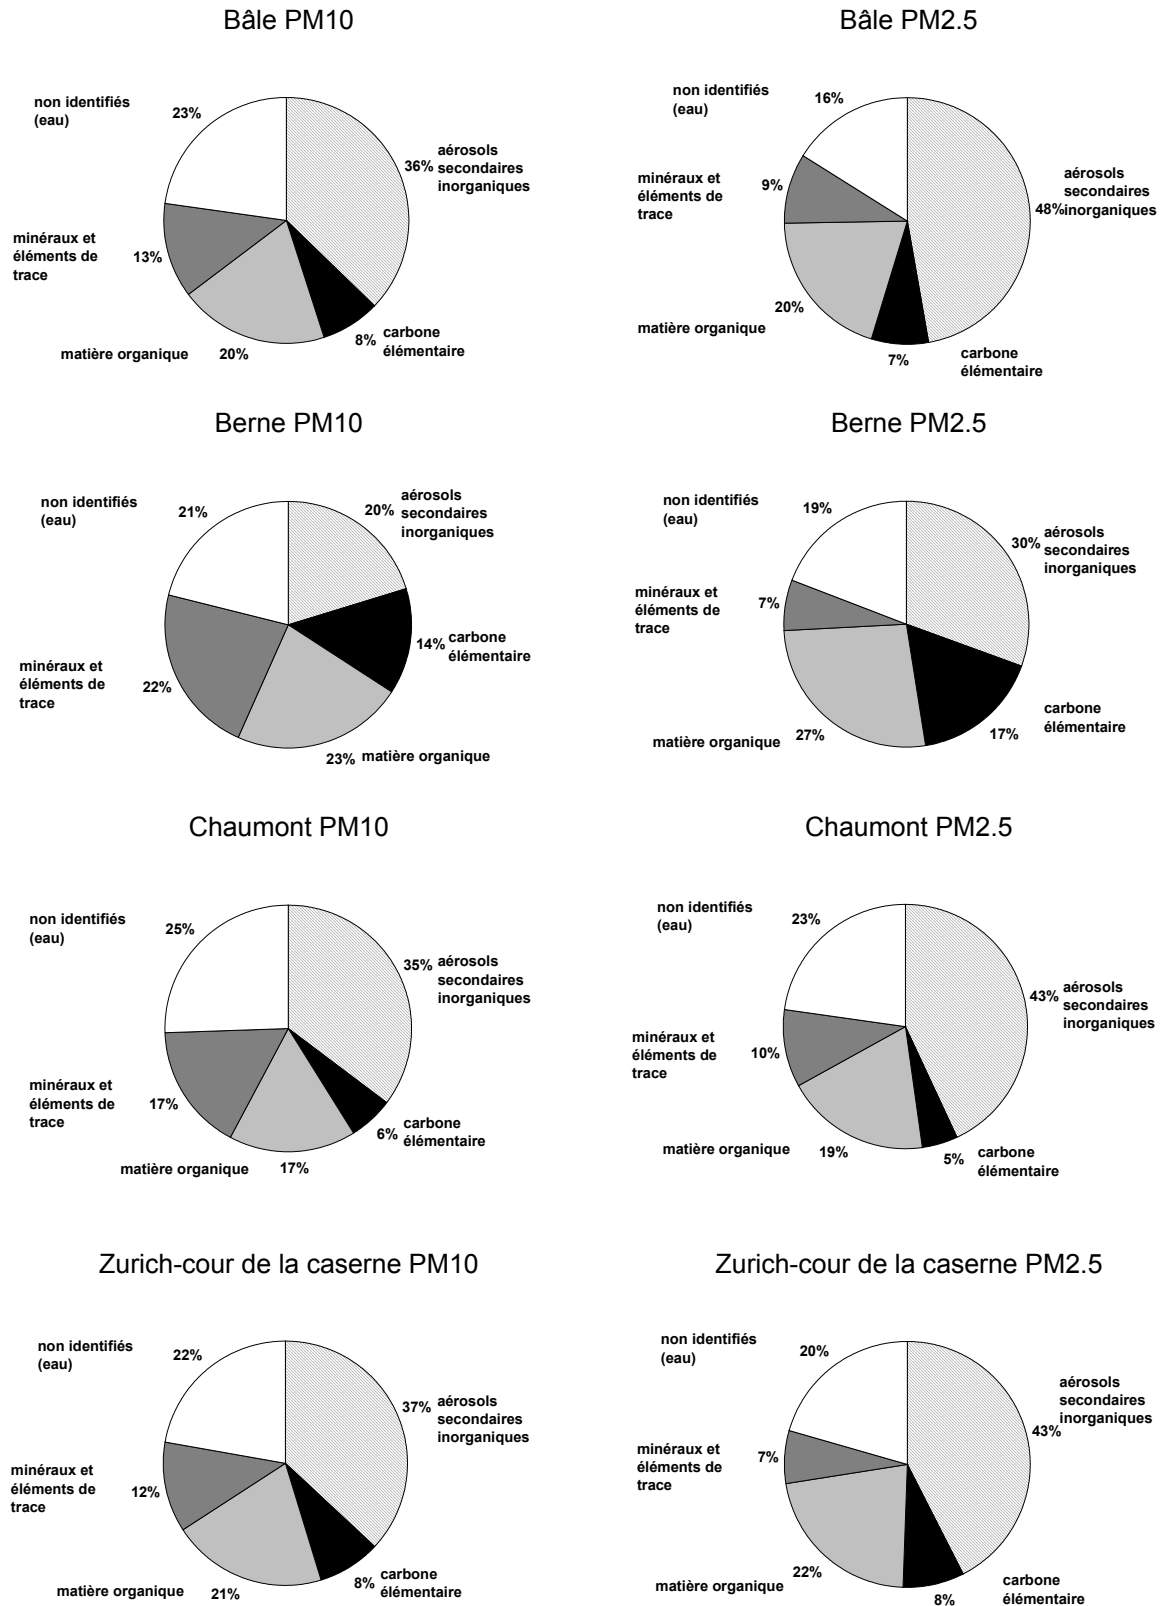 Bâle PM10
non identifiés
(eau)
23%
36%
aérosols
secondaires
inorganiques
minéraux et
éléments de
trace
13%
8%
carbone
élémentaire
matière organique
20%
Bâle PM2.5
non identifiés
(eau)
16%
aérosols
secondaires
48% inorganiques
minéraux et
éléments de trace
9%
20%
matière organique
7%
carbone
élémentaire
Berne PM10
non identifiés
(eau)
21%
20%
aérosols
secondaires
inorganiques
14%
carbone
élémentaire
minéraux et
éléments de
trace
22%
23% matière organique
Berne PM2.5
non identifiés
(eau)
19%
30%
aérosols
secondaires
inorganiques
minéraux et
éléments de
trace
7%
carbone
élémentaire
17%
matière organique
27%
Chaumont PM10
non identifiés
(eau)
25%
35%
aérosols
secondaires
inorganiques
minéraux et
éléments de
trace
17%
6%
carbone
élémentaire
matière organique
17%
Chaumont PM2.5
non identifiés
(eau)
23%
43%
aérosols
secondaires
inorganiques
minéraux et
éléments de
trace
10%
matière organique
19%
5%
carbone
élémentaire
Zurich-cour de la caserne PM10
non identifiés
(eau)
22%
37%
aérosols
secondaires
inorganiques
minéraux et
éléments de
trace
12%
8%
carbone
élémentaire
matière organique
21%
Zurich-cour de la caserne PM2.5
non identifiés
(eau)
20%
aérosols
secondaires
inorganiques
43%
minéraux et
éléments de
trace
7%
22%
matière organique
8%
carbone
élémentaire